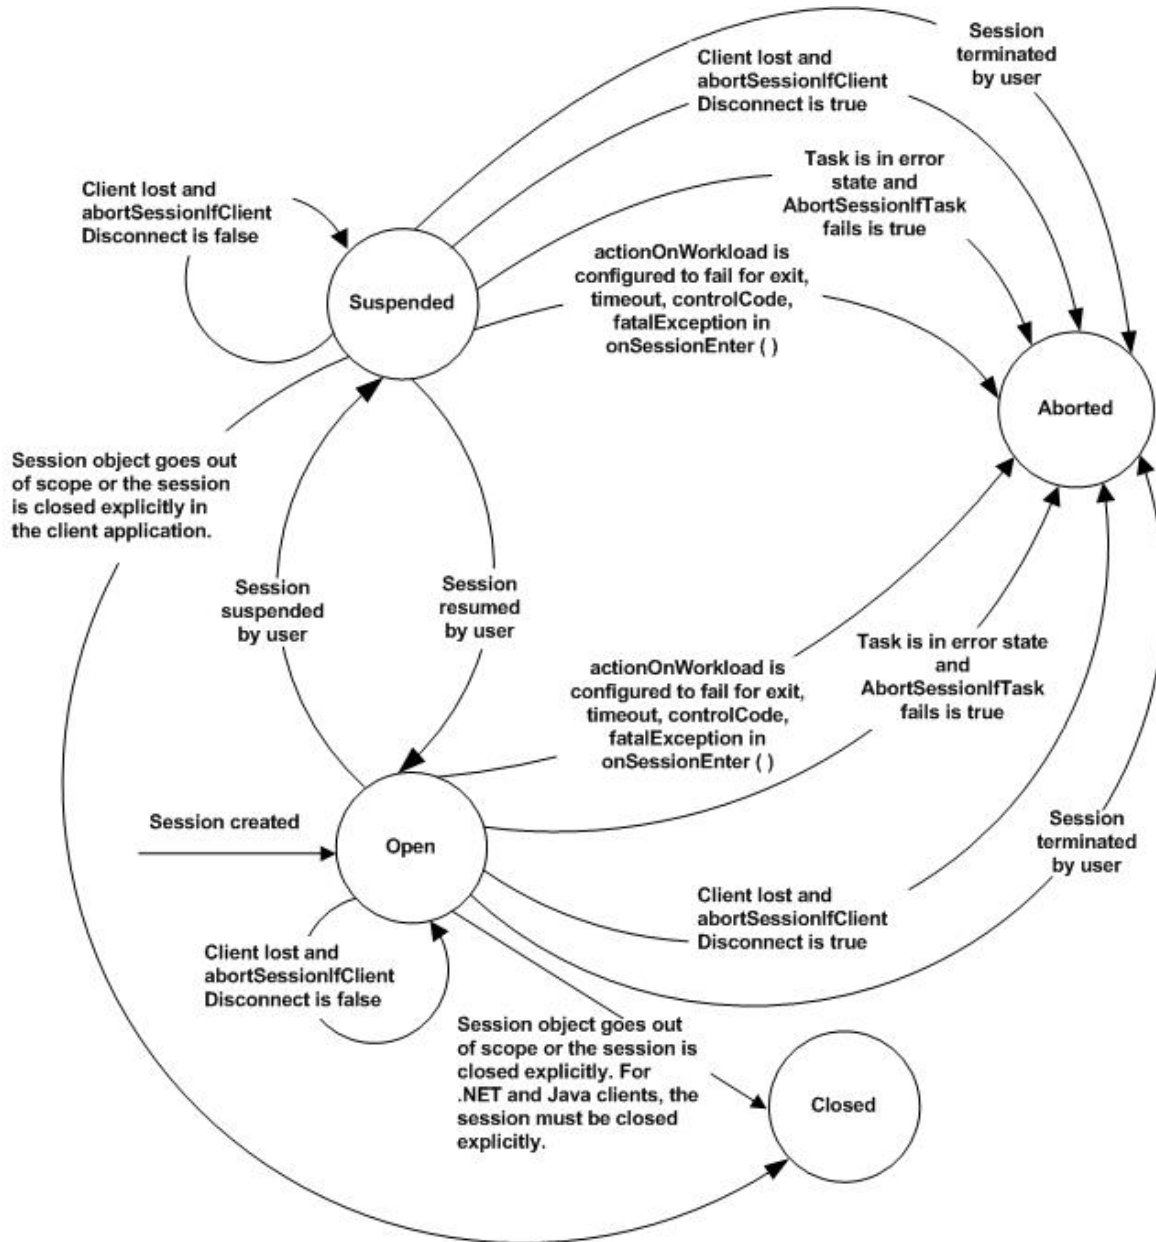 Session
terminated
by user
Client lost and
abortSessionIfClient
Disconnect is true
Task is in error
state and
AbortSessionIfTask
fails is true
Client lost and
abortSessionIfClient
Disconnect is false
actionOnWorkload is
configured to fail for exit,
timeout, controlCode,
fatalException in
onSessionEnter ( )
Suspended
Aborted
Session object goes out
of scope or the session
is closed explicitly in
the client application.
Session
suspended
by user
Session
resumed
by user
actionOnWorkload is
configured to fail for exit,
timeout, controlCode,
fatalException in
onSessionEnter ( )
Task is in error state
and
AbortSessionIfTask
fails is true
Session created
Open
Session
terminated
by user
Client lost and
abortSessionIfClient
Disconnect is true
Client lost and
abortSessionIfClient
Disconnect is false
Session object goes out
of scope or the session is
closed explicitly. For
.NET and Java clients, the
session must be closed
explicitly.
Closed